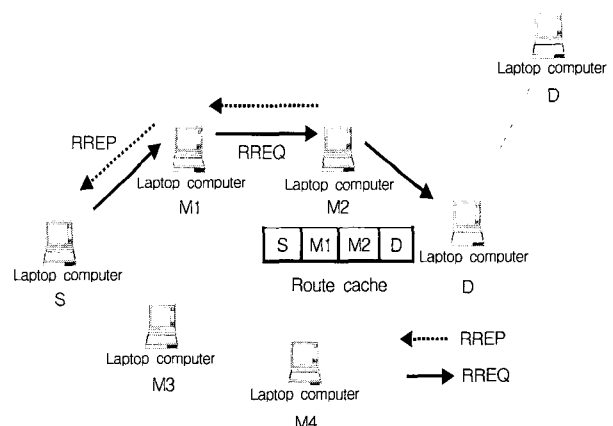 Laptop computer
D
RREP
RREQ
Laptop computer
M1
Laptop computer
M2
Laptop computer
S
S M1 M2 D
Route cache
Laptop computer
D
Laptop computer
M3
Laptop computer
M4
RREP
RREQ